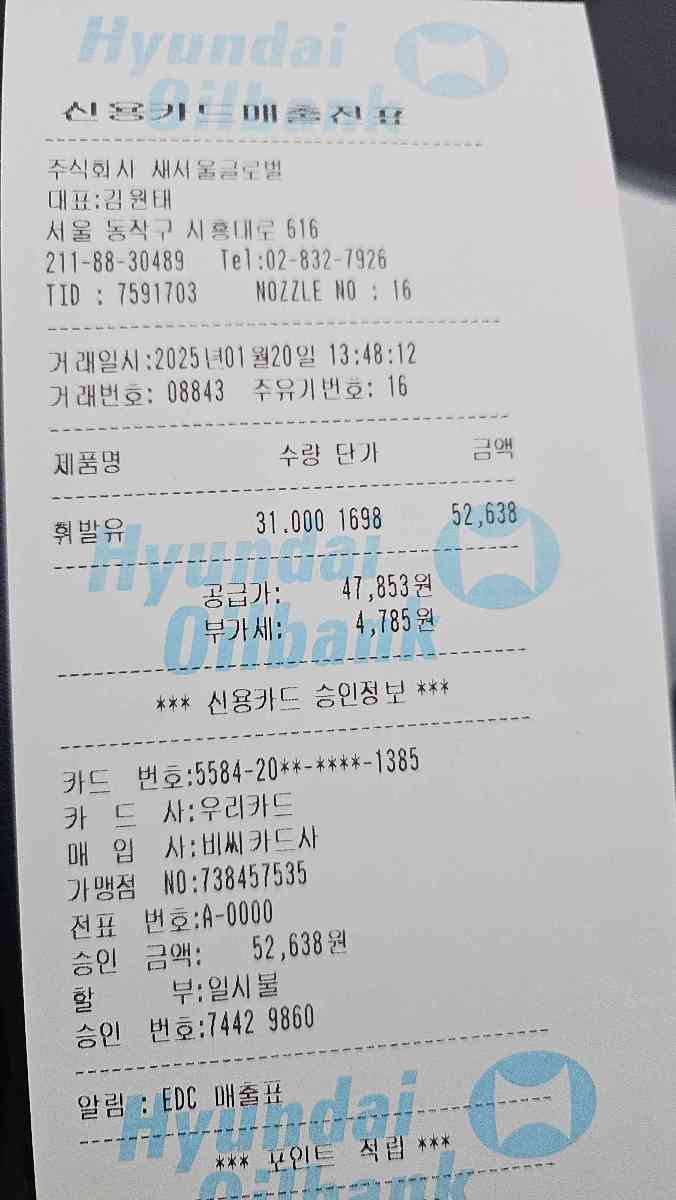 Hyundai
Oilbank
신용카드매출전표
주식회사 새서울글로벌
대표:김원태
서울 동작구 시흥대로 616
211-88-30489 Tel:02-832-7926
TID : 7591703 NOZZLE NO : 16
거래일시:2025년01월20일 13:48:12
거래번호: 08843 주유기번호: 16
제품명 수량 단가 금액
휘발유 31.000 1698 52,638
Hyundai
Oilbank
공급가: 47,853원
부가세: 4,785원
*** 신용카드 승인정보 ***
카드 번호:5584-20**-****-1385
카 드 사:우리카드
매 입 사:비씨카드사
가맹점 NO:738457535
전표 번호:A-0000
승인 금액: 52,638원
할 부:일시불
승인 번호:7442 9860
알림 : EDC 매출표
Hyundai
Oilbank
*** 포인트 적립 ***